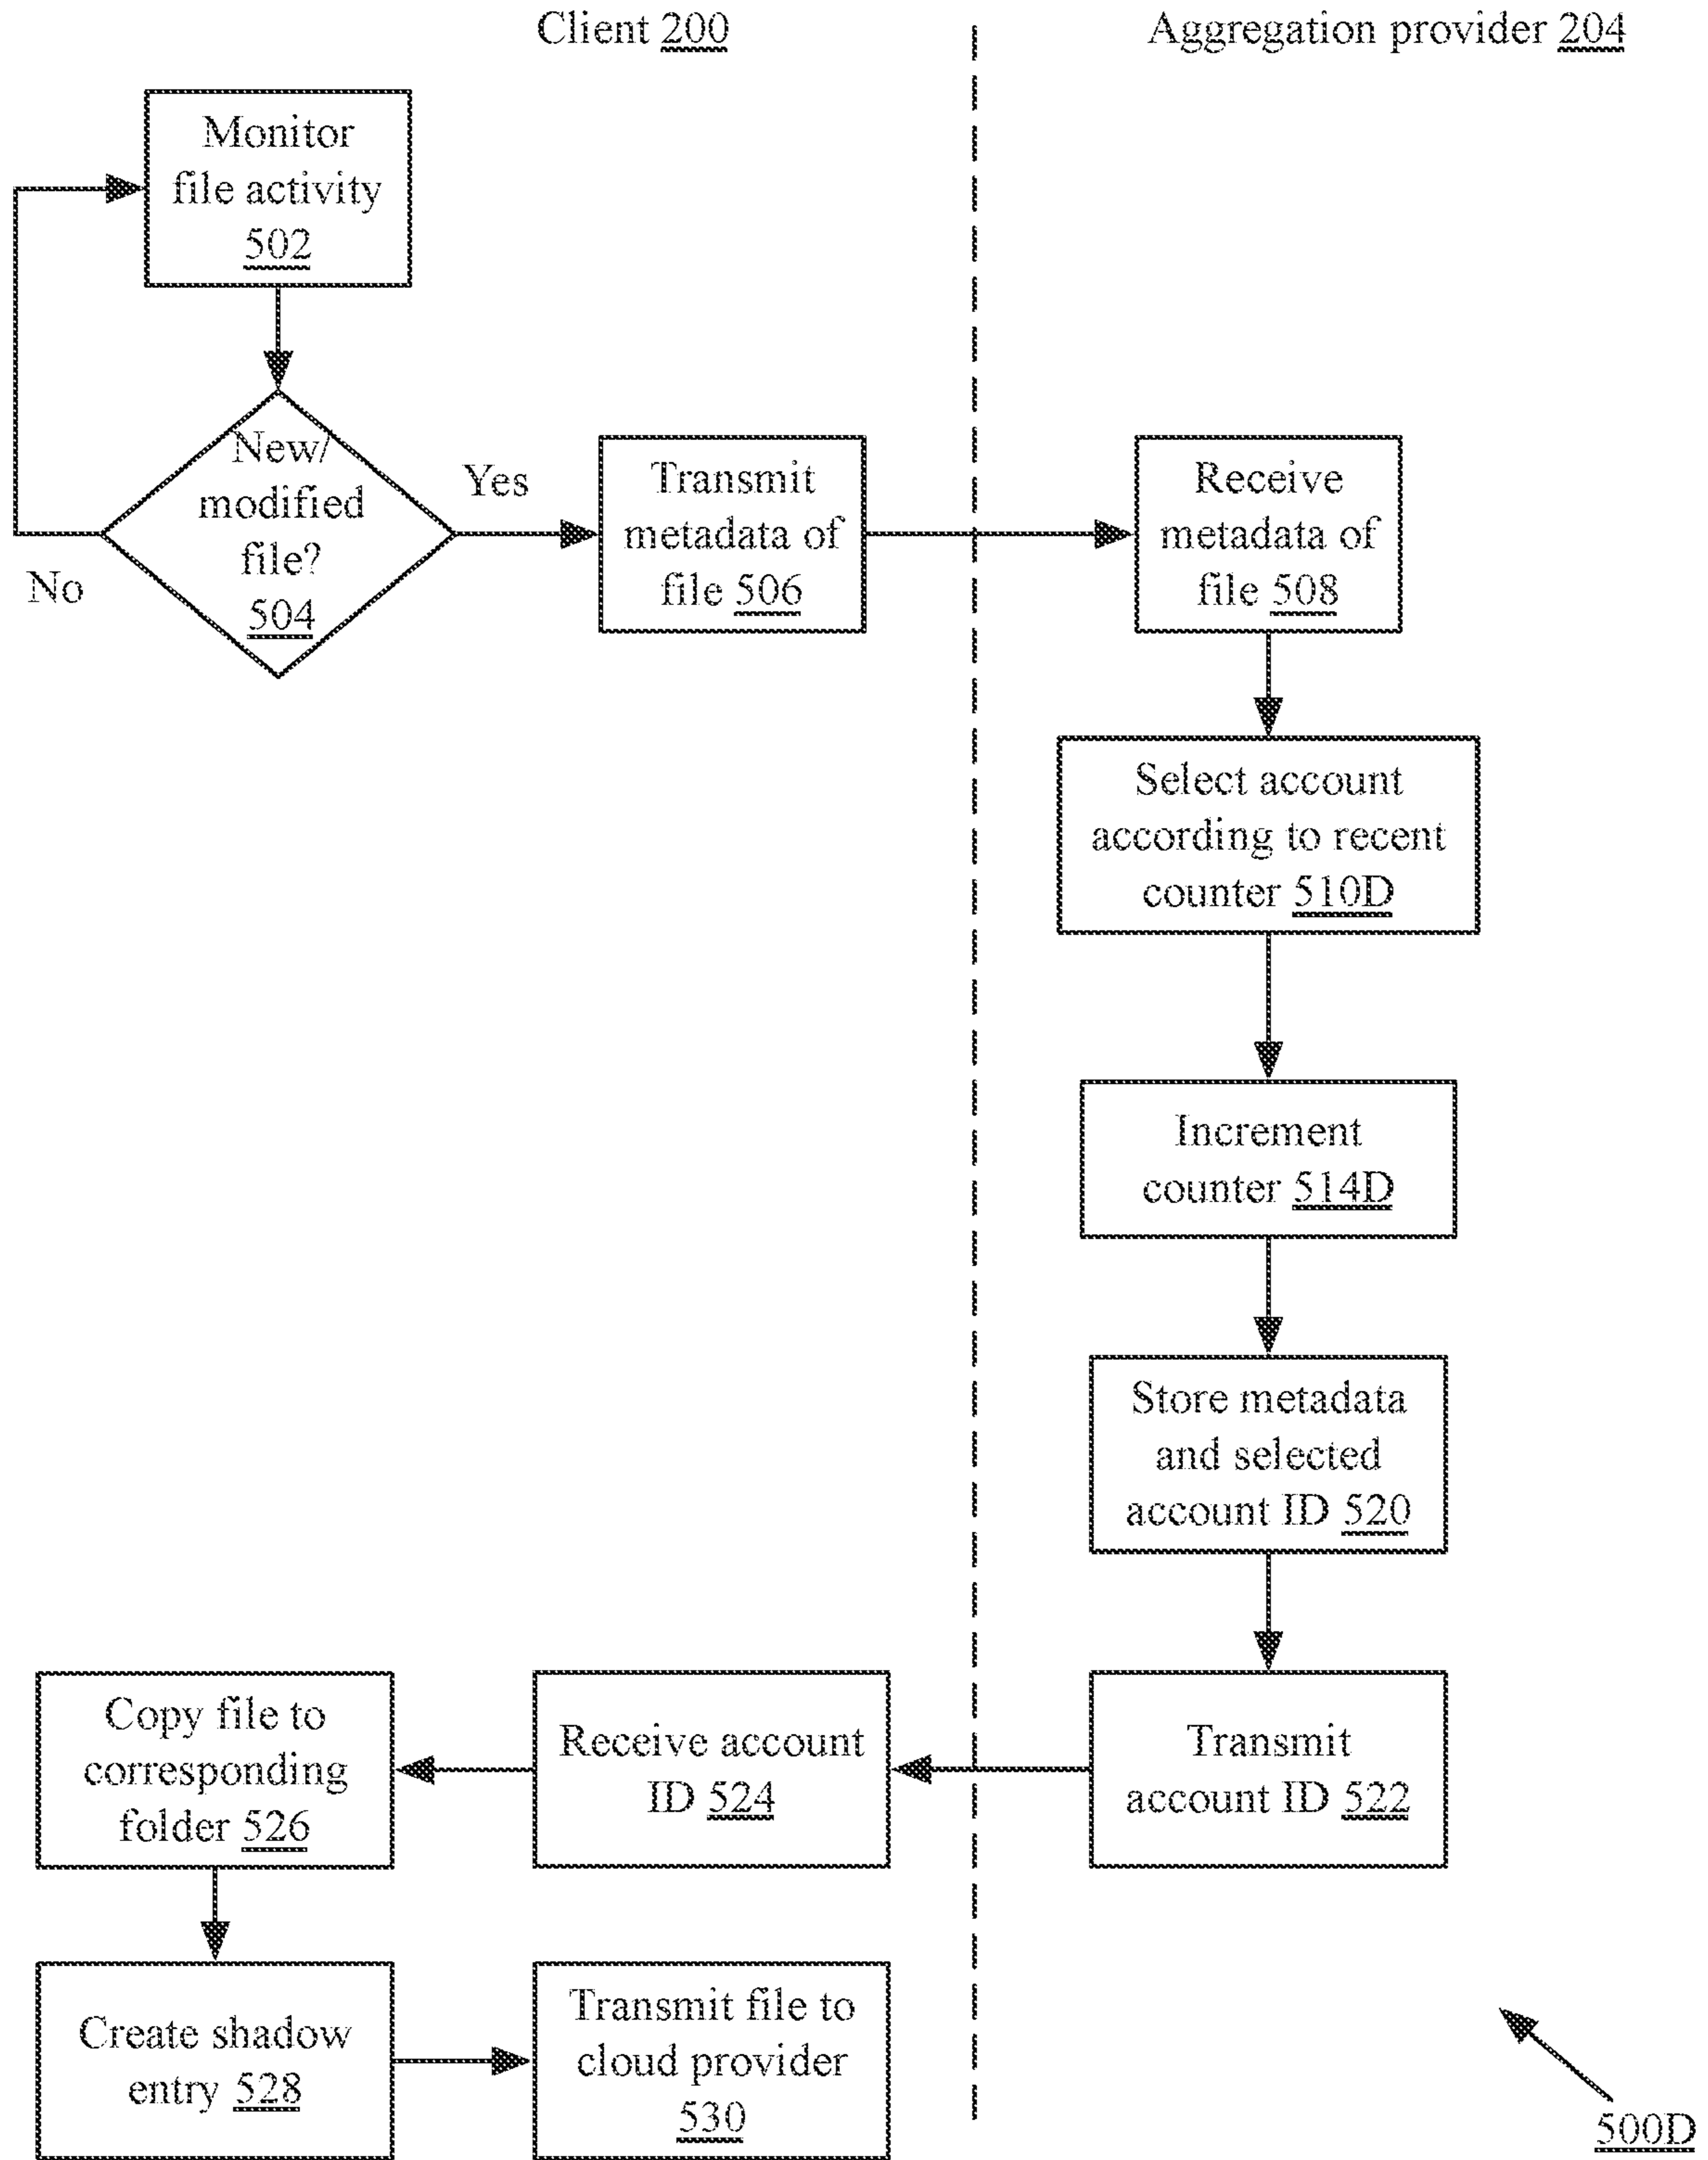 Client 200
Aggregation provider 204
Monitor
file activity
502
New/
modified
file?
504
Yes
No
Transmit
metadata of
file 506
Receive
metadata of
file 508
Select account
according to recent
counter 510D
Increment
counter 514D
Store metadata
and selected
account ID 520
Transmit
account ID 522
Receive account
ID 524
Copy file to
corresponding
folder 526
Create shadow
entry 528
Transmit file to
cloud provider
530
500D